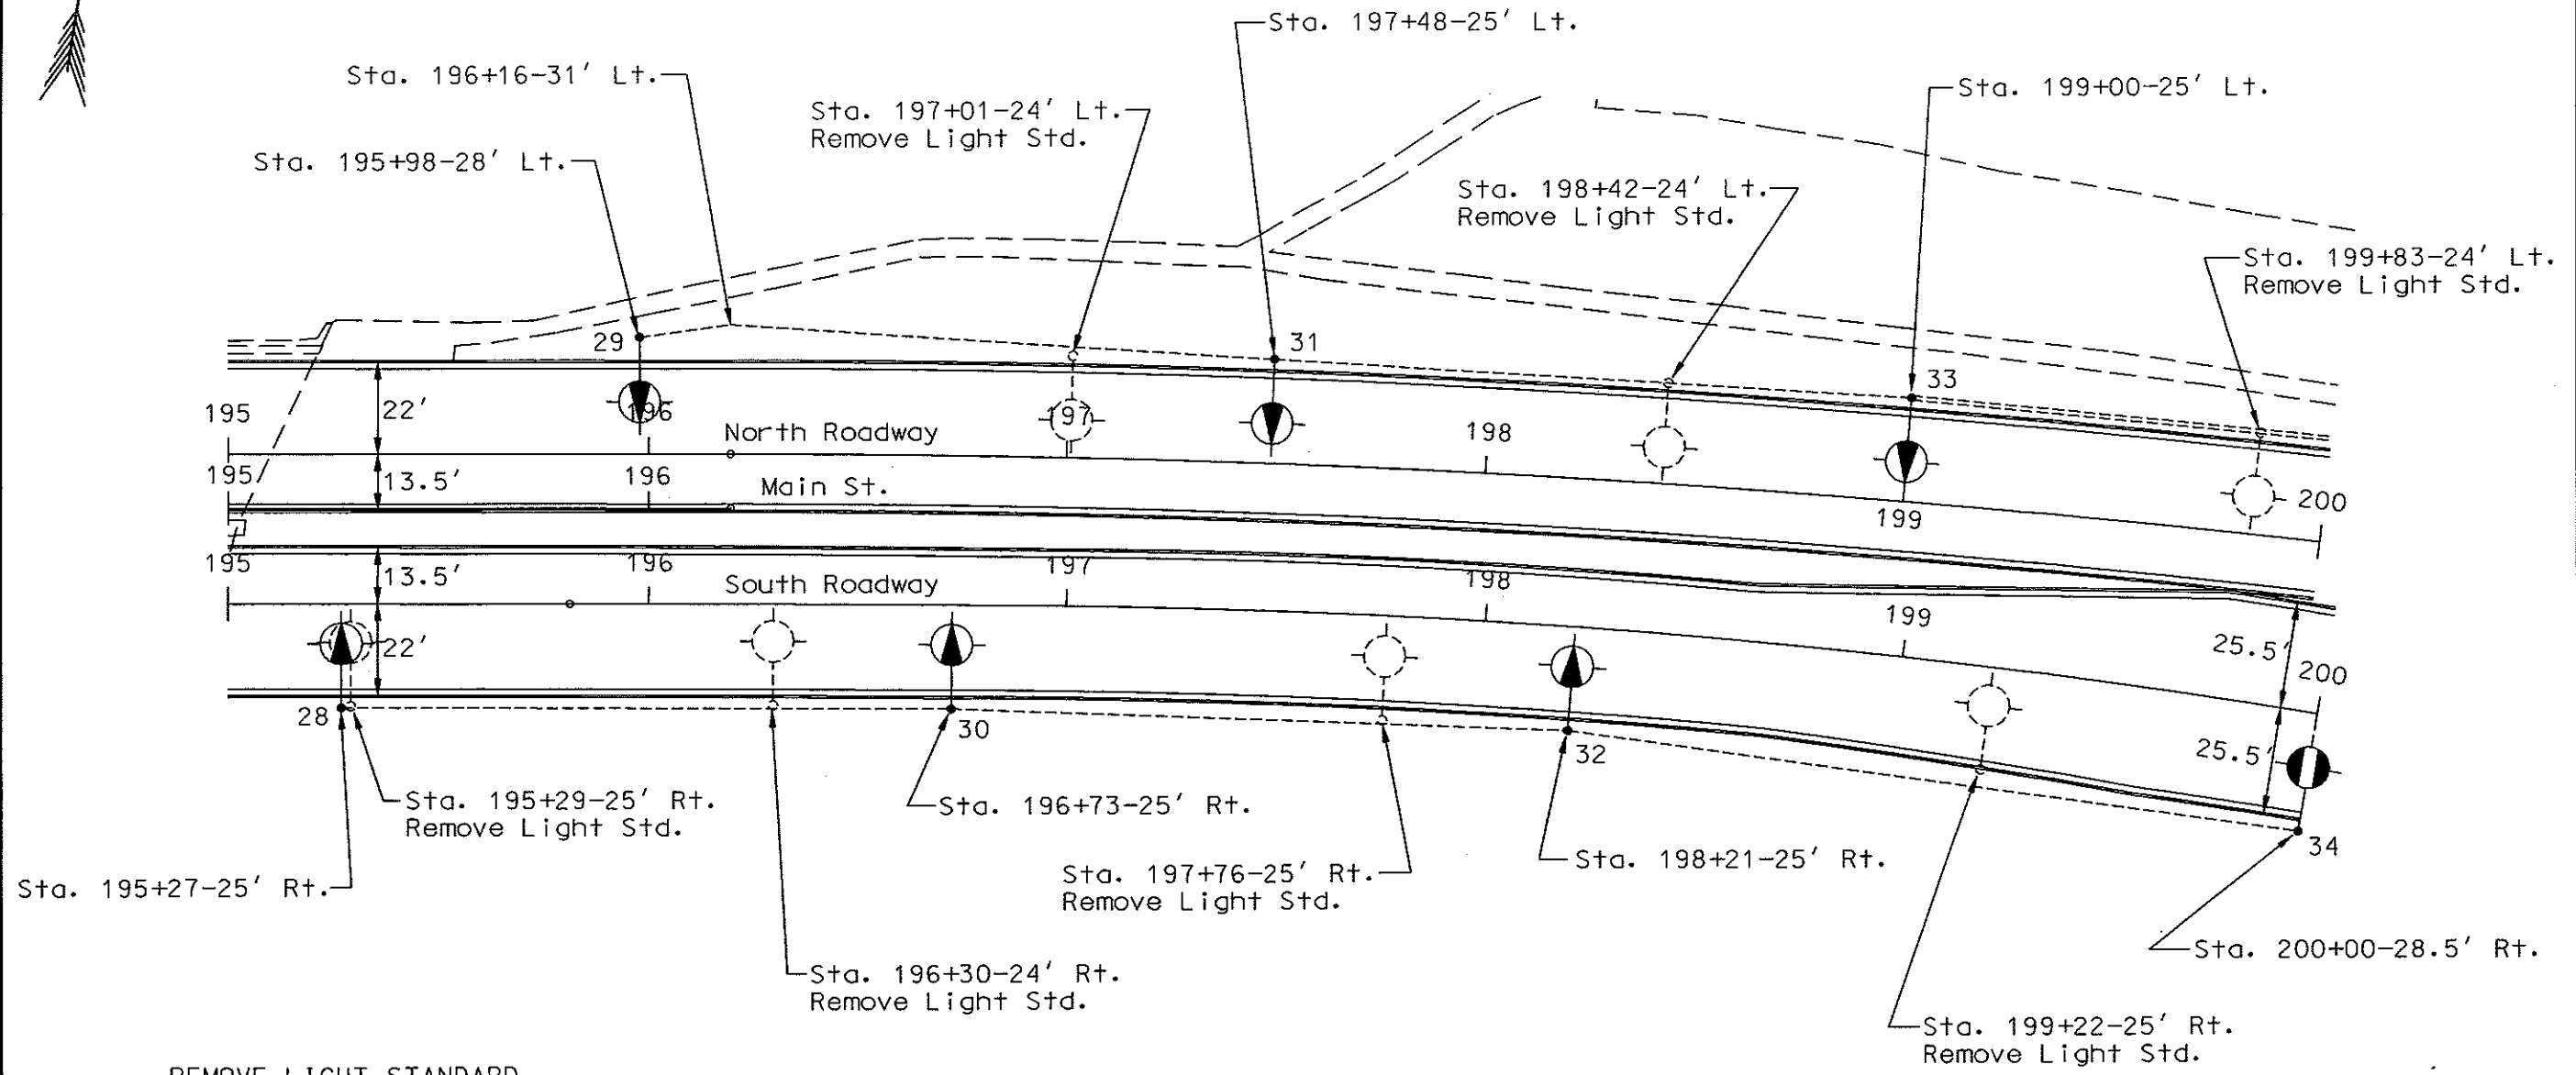 Sta. 197+48-25' Lt.
Sta. 196+16-31' Lt.
Sta. 199+00-25' Lt.
Sta. 197+01-24' Lt.
Remove Light Std.
Sta. 195+98-28' Lt.
Sta. 198+42-24' Lt.
Remove Light Std.
Sta. 199+83-24' Lt.
Remove Light Std.
29
31
33
195
22'
196
197
North Roadway
198
195
13.5'
196
Main St.
199
200
195
13.5'
196
South Roadway
197
198
199
22'
25.5'
200
28
30
32
25.5'
34
Sta. 195+29-25' Rt.
Remove Light Std.
Sta. 196+73-25' Rt.
Sta. 195+27-25' Rt.
Sta. 197+76-25' Rt.
Remove Light Std.
Sta. 198+21-25' Rt.
Sta. 200+00-28.5' Rt.
Sta. 196+30-24' Rt.
Remove Light Std.
Sta. 199+22-25' Rt.
Remove Light Std.
REMOVE LIGHT STANDARD